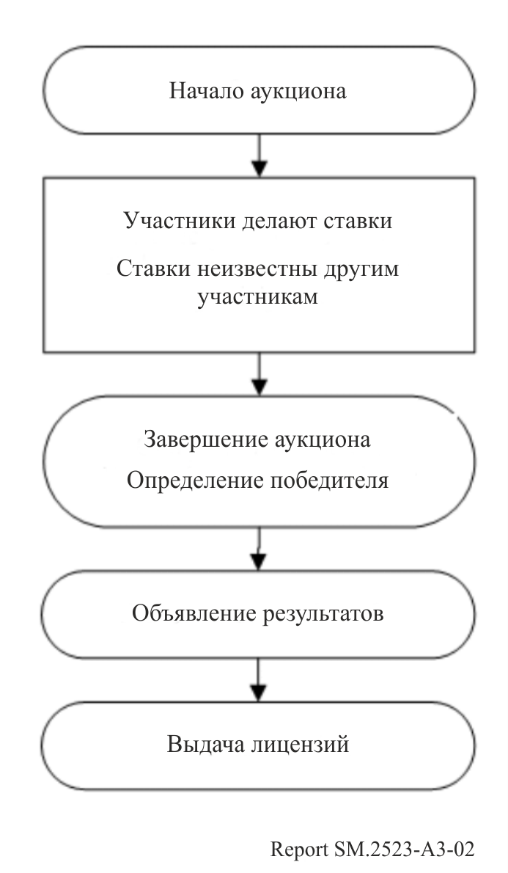 Начало аукциона
Участники делают ставки
Ставки неизвестны другим
участникам
Завершение аукциона
Определение победителя
Объявление результатов
Выдача лицензий
Report SM.2523-A3-02